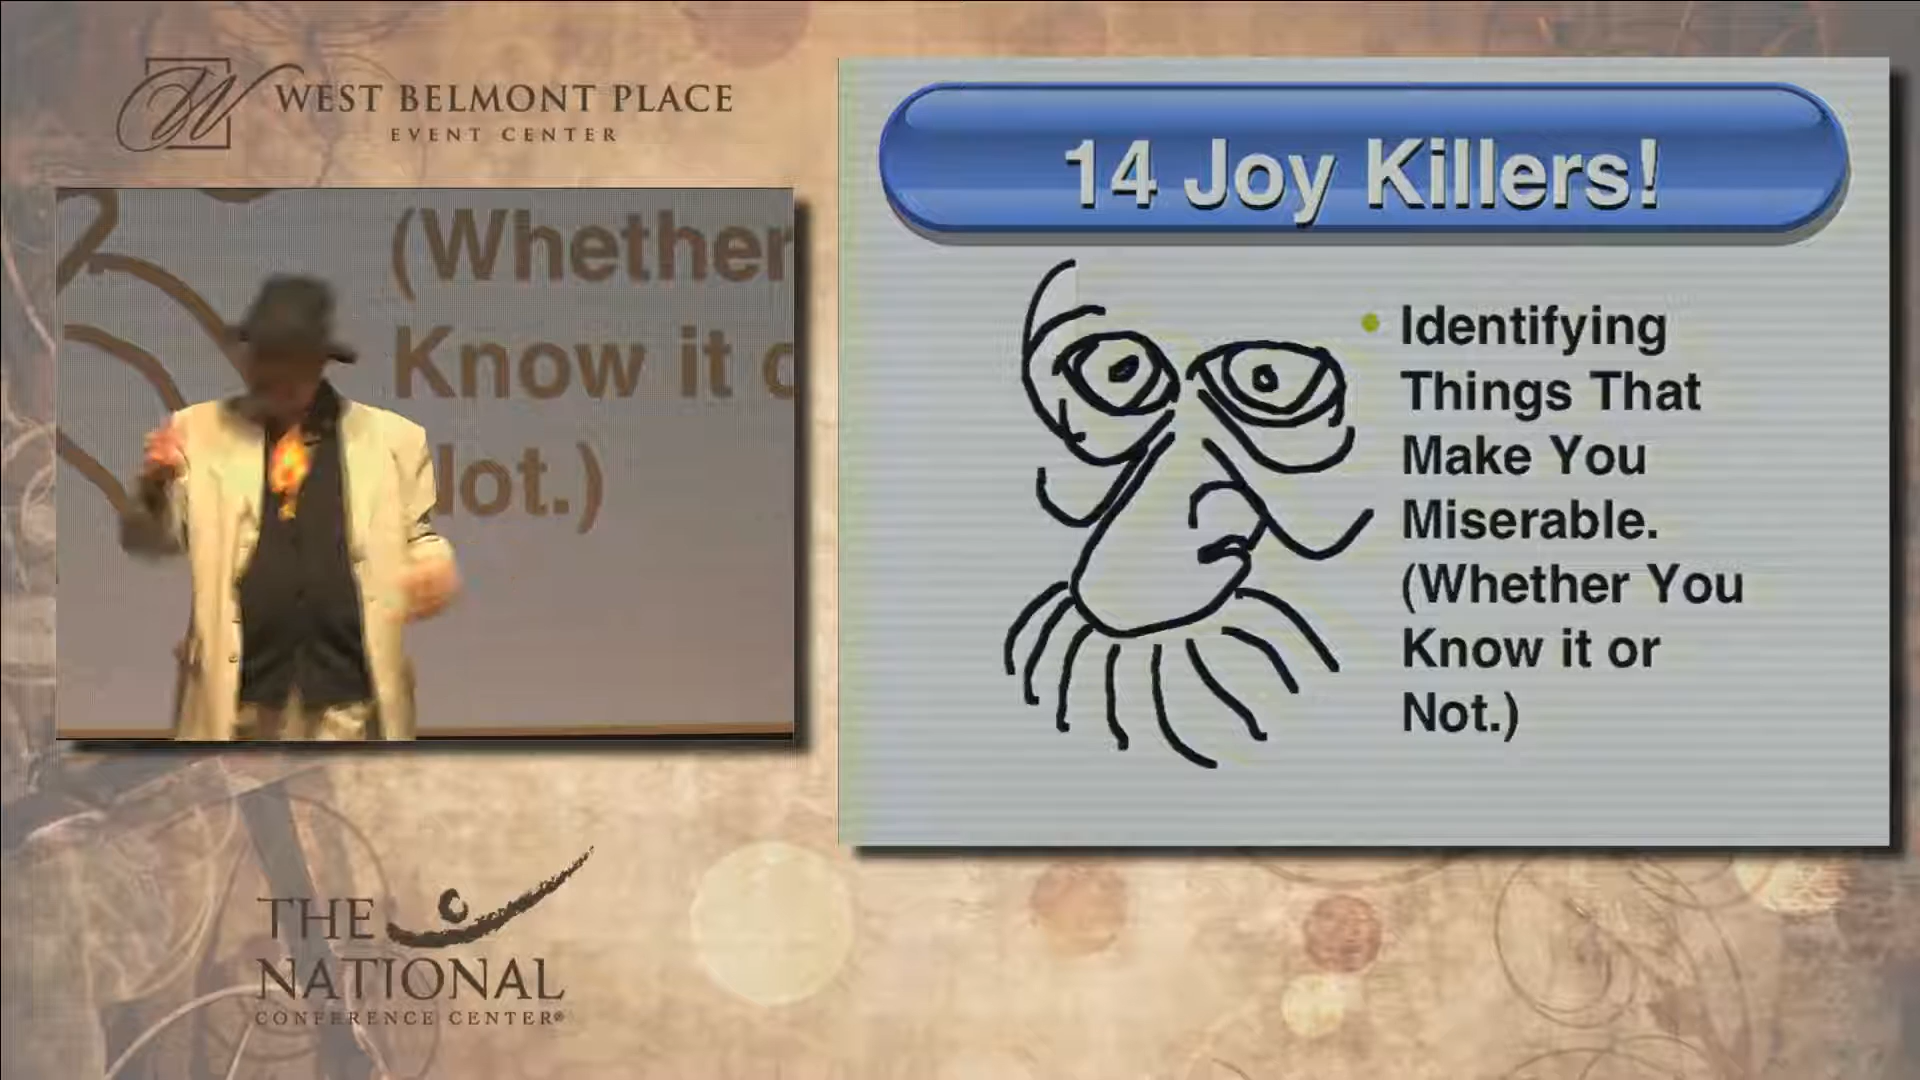 WEST BELMONT PLACE
EVENT CENTER
(Whether
Know it o
Not.)
THE
NATIONAL
CONFERENCE CENTER®
14 Joy Killers!
Identifying
Things That
Make You
Miserable.
(Whether You
Know it or
Not.)